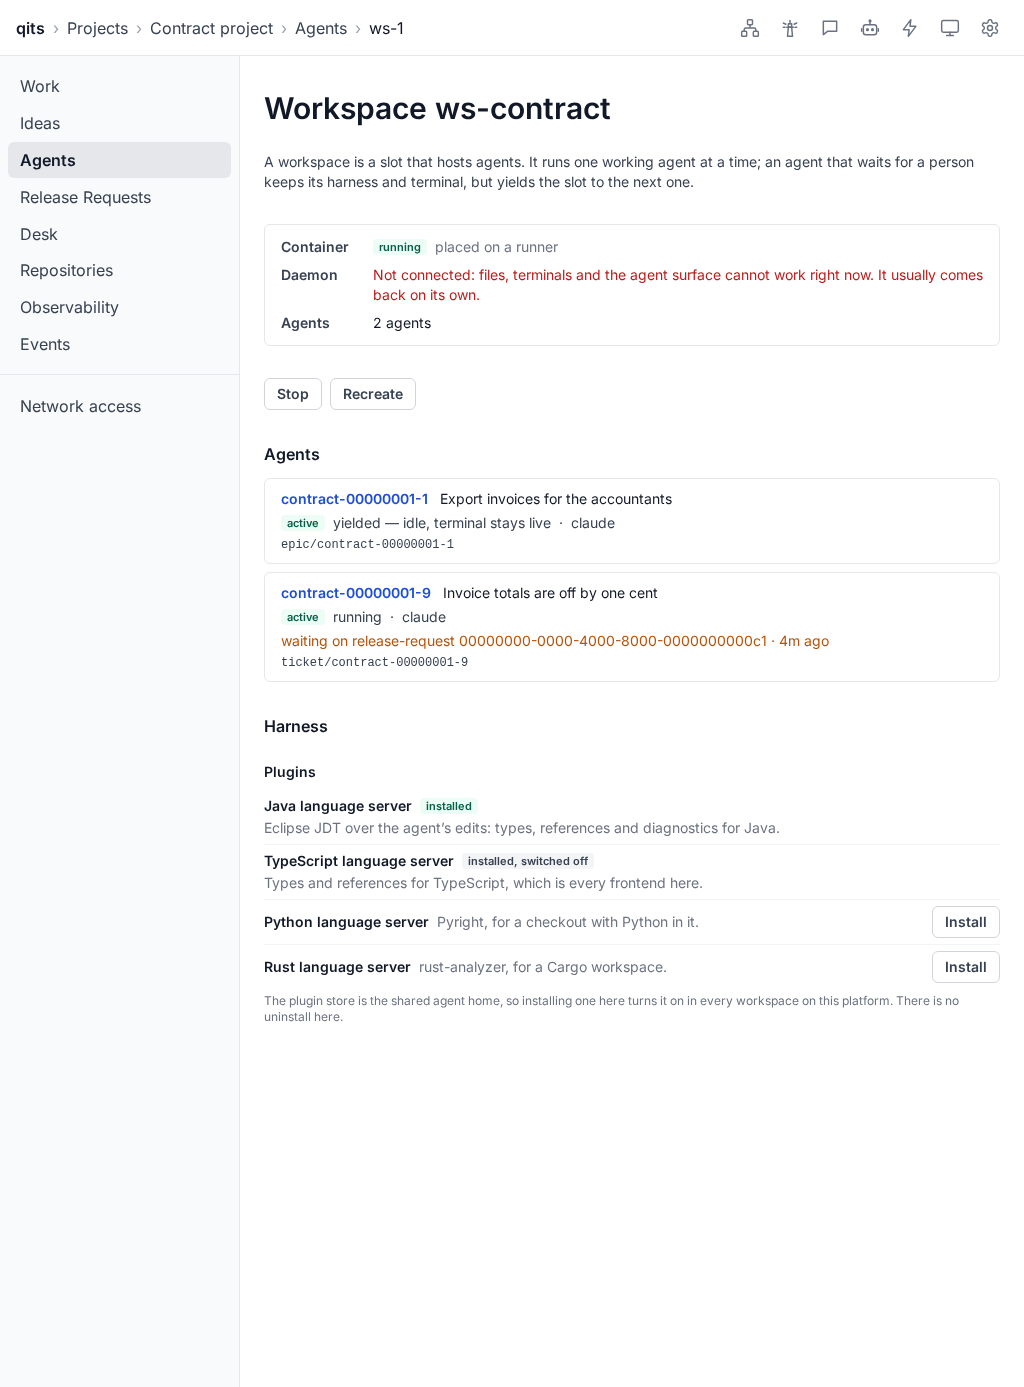 qits › Projects › Contract project › Agents › ws-1
Work
Ideas
Agents
Release Requests
Desk
Repositories
Observability
Events
Network access
Workspace ws-contract
A workspace is a slot that hosts agents. It runs one working agent at a time; an agent that waits for a person
keeps its harness and terminal, but yields the slot to the next one.
Container running placed on a runner
Daemon Not connected: files, terminals and the agent surface cannot work right now. It usually comes
back on its own.
Agents 2 agents
Stop Recreate
Agents
contract-00000001-1 Export invoices for the accountants
active yielded — idle, terminal stays live · claude
epic/contract-00000001-1
contract-00000001-9 Invoice totals are off by one cent
active running · claude
waiting on release-request 00000000-0000-4000-8000-0000000000c1 · 4m ago
ticket/contract-00000001-9
Harness
Plugins
Java language server installed
Eclipse JDT over the agent’s edits: types, references and diagnostics for Java.
TypeScript language server installed, switched off
Types and references for TypeScript, which is every frontend here.
Python language server Pyright, for a checkout with Python in it. Install
Rust language server rust-analyzer, for a Cargo workspace. Install
The plugin store is the shared agent home, so installing one here turns it on in every workspace on this platform. There is no
uninstall here.